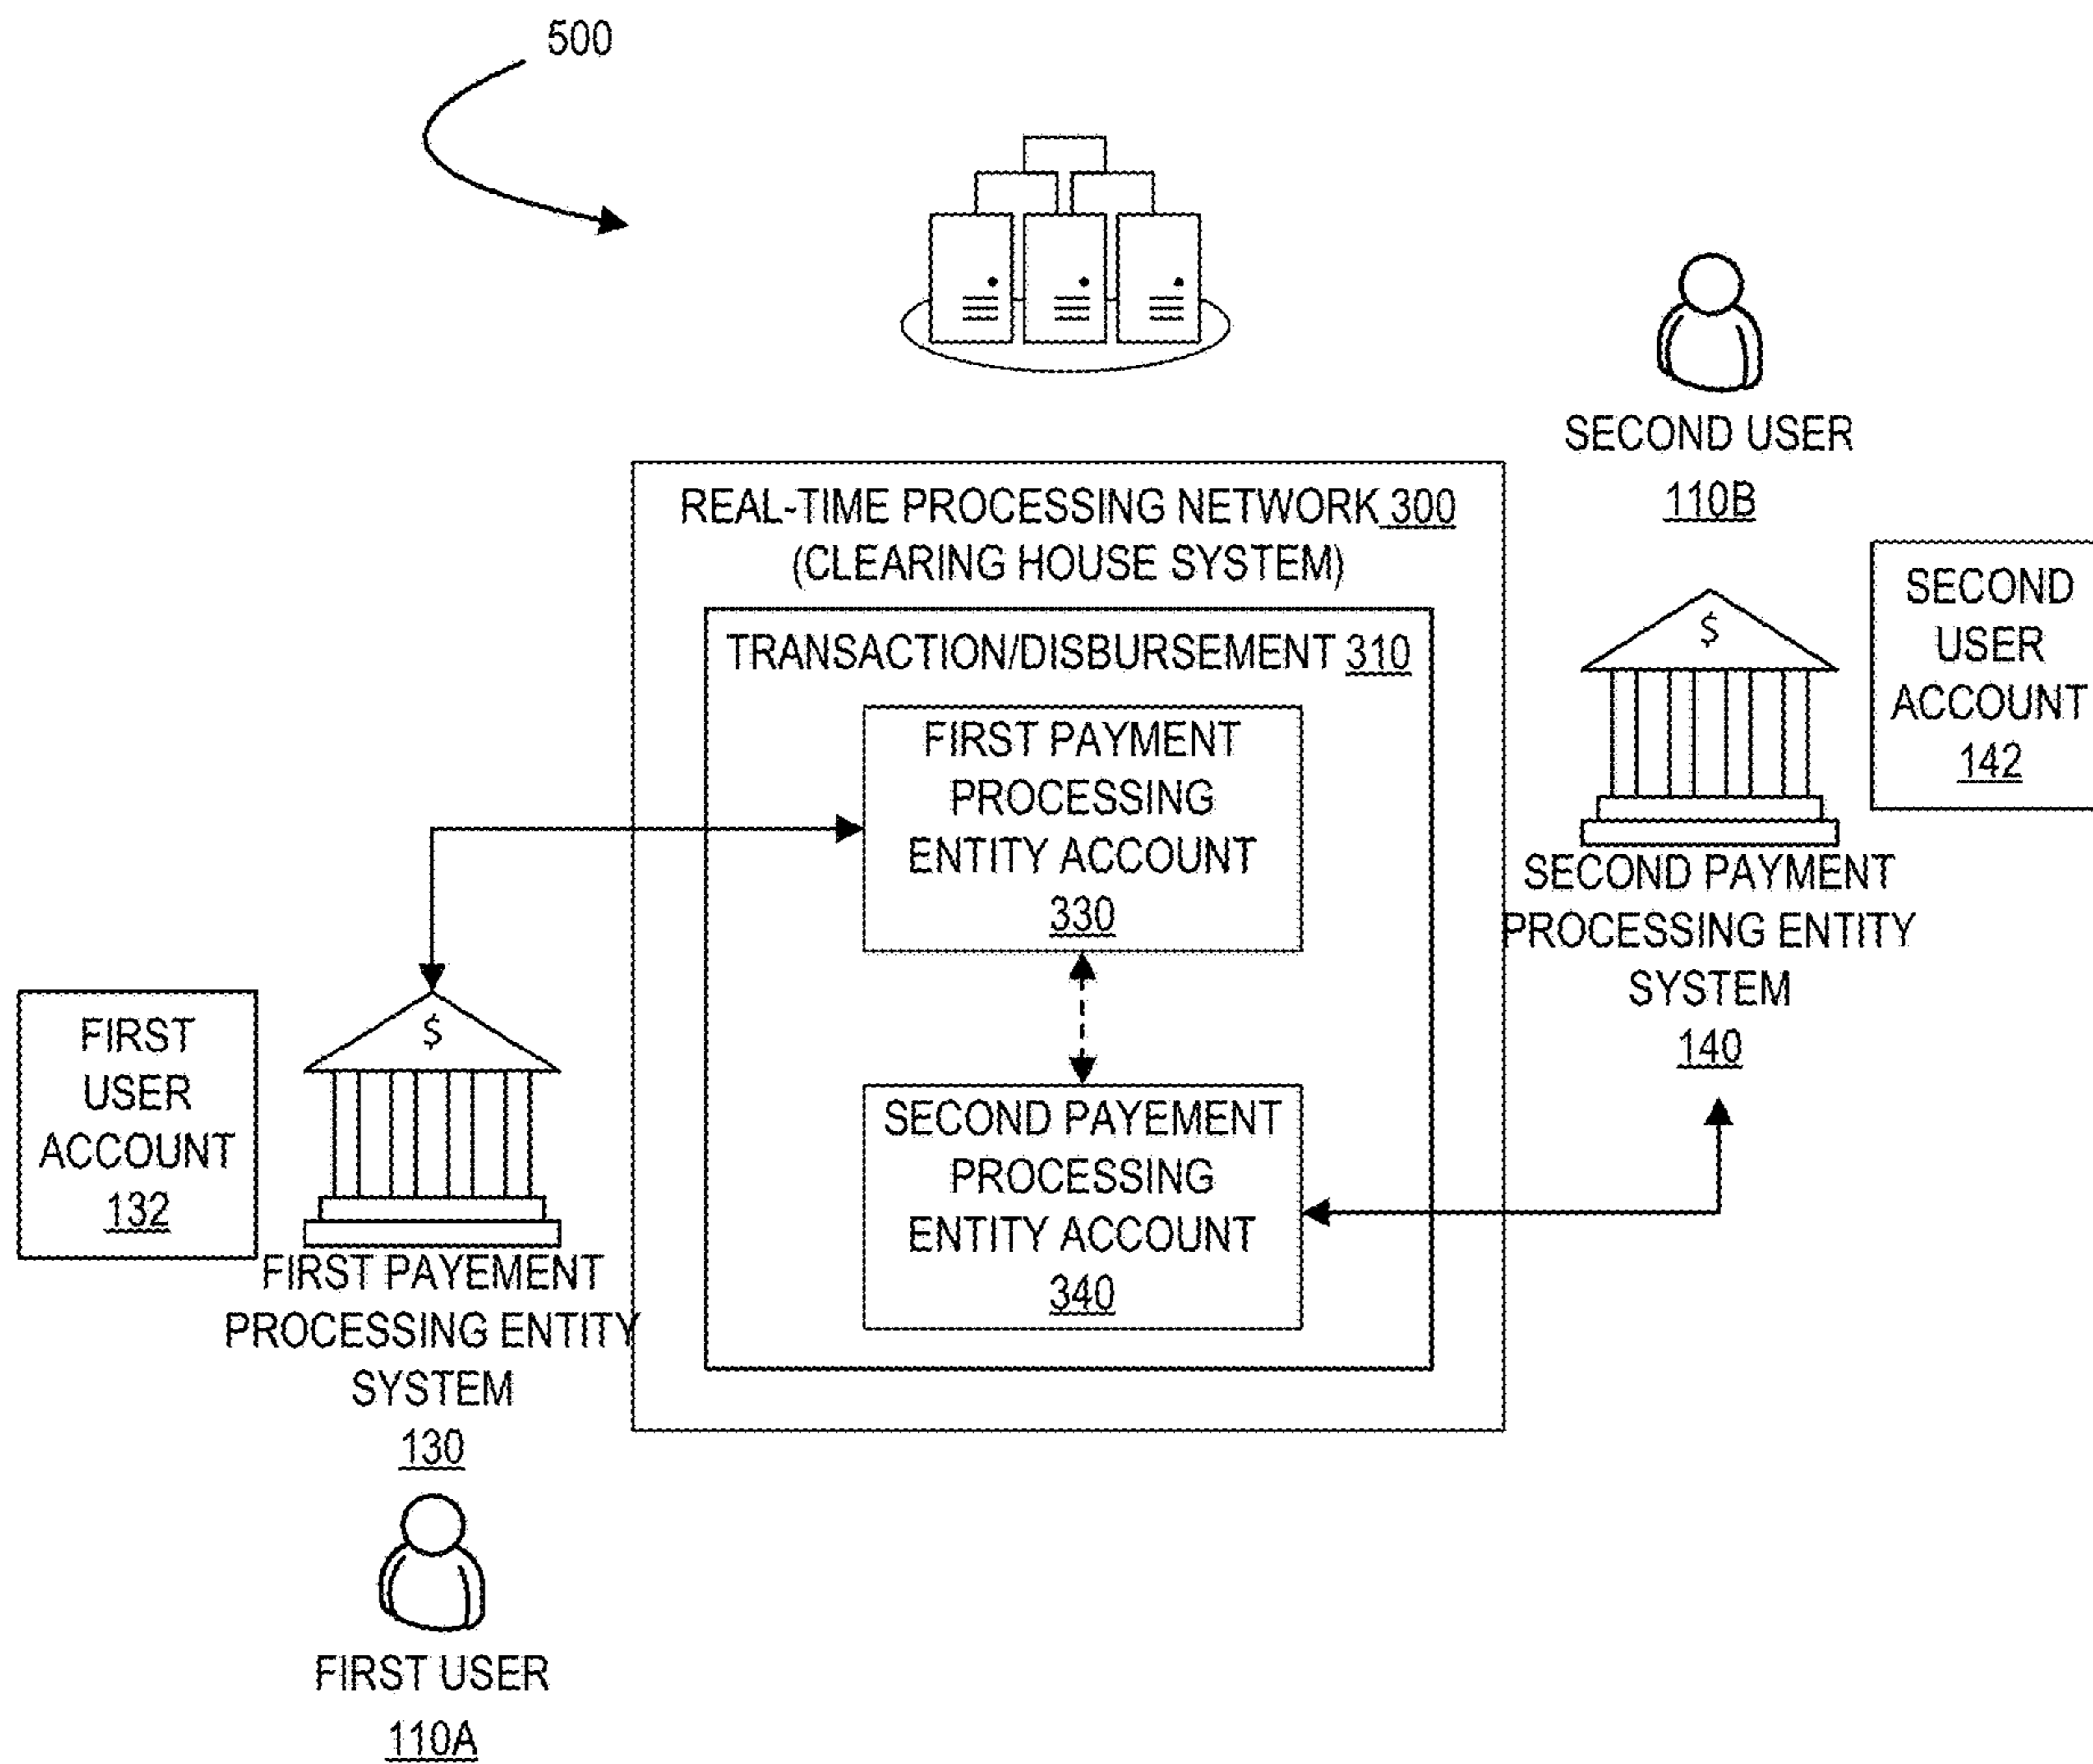 500
SECOND USER
110B
REAL-TIME PROCESSING NETWORK 300
(CLEARING HOUSE SYSTEM)
TRANSACTION/DISBURSEMENT 310
FIRST PAYMENT
PROCESSING
ENTITY ACCOUNT
330
SECOND PAYEMENT
PROCESSING
ENTITY ACCOUNT
340
$
SECOND PAYMENT
PROCESSING ENTITY
SYSTEM
140
SECOND
USER
ACCOUNT
142
FIRST
USER
ACCOUNT
132
$
FIRST PAYEMENT
PROCESSING ENTITY
SYSTEM
130
FIRST USER
110A